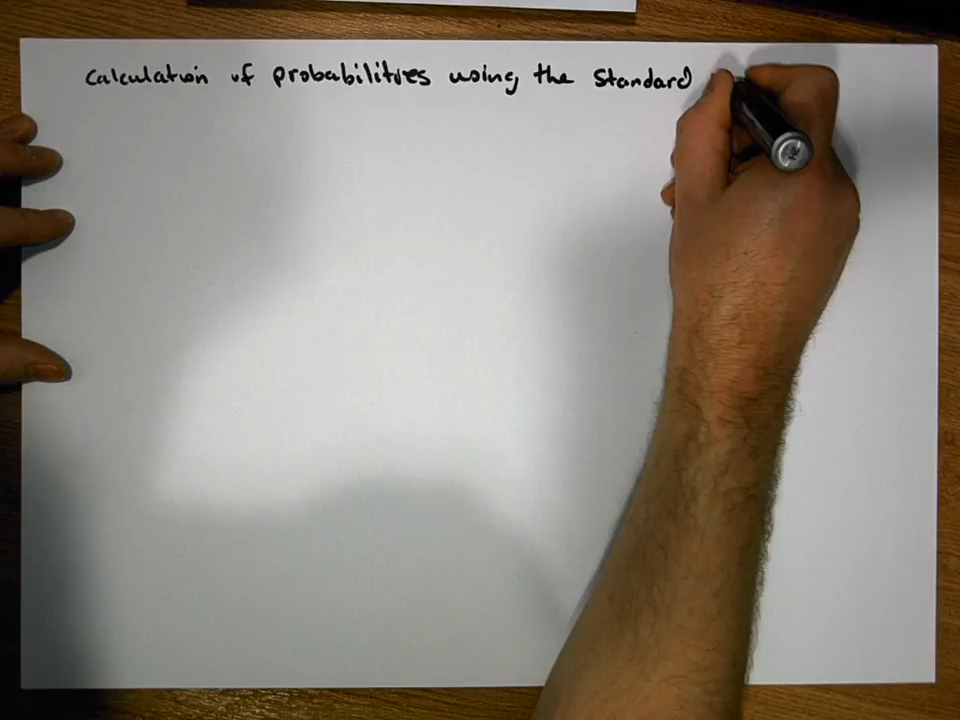 Calculation of probabilities using the Standard